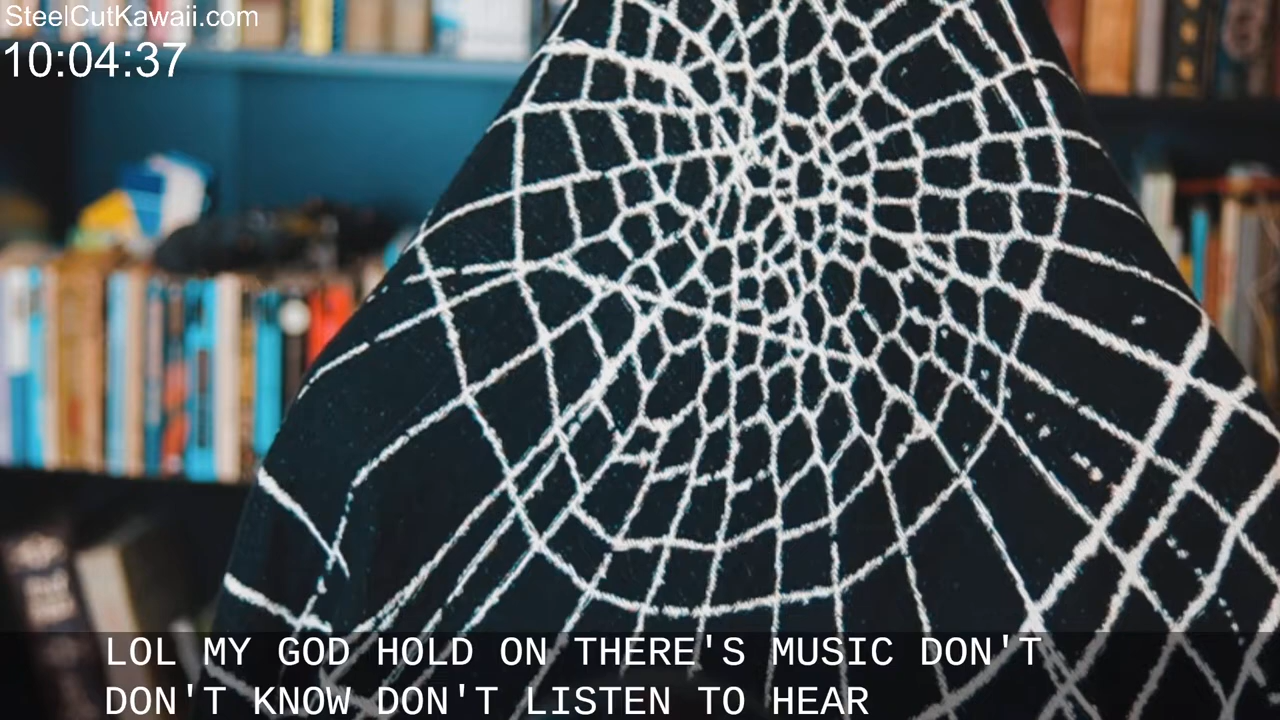 SteelCutKawaii.com
10:04:37
LOL MY GOD HOLD ON THERE'S MUSIC DON'T
DON'T KNOW DON'T LISTEN TO HEAR